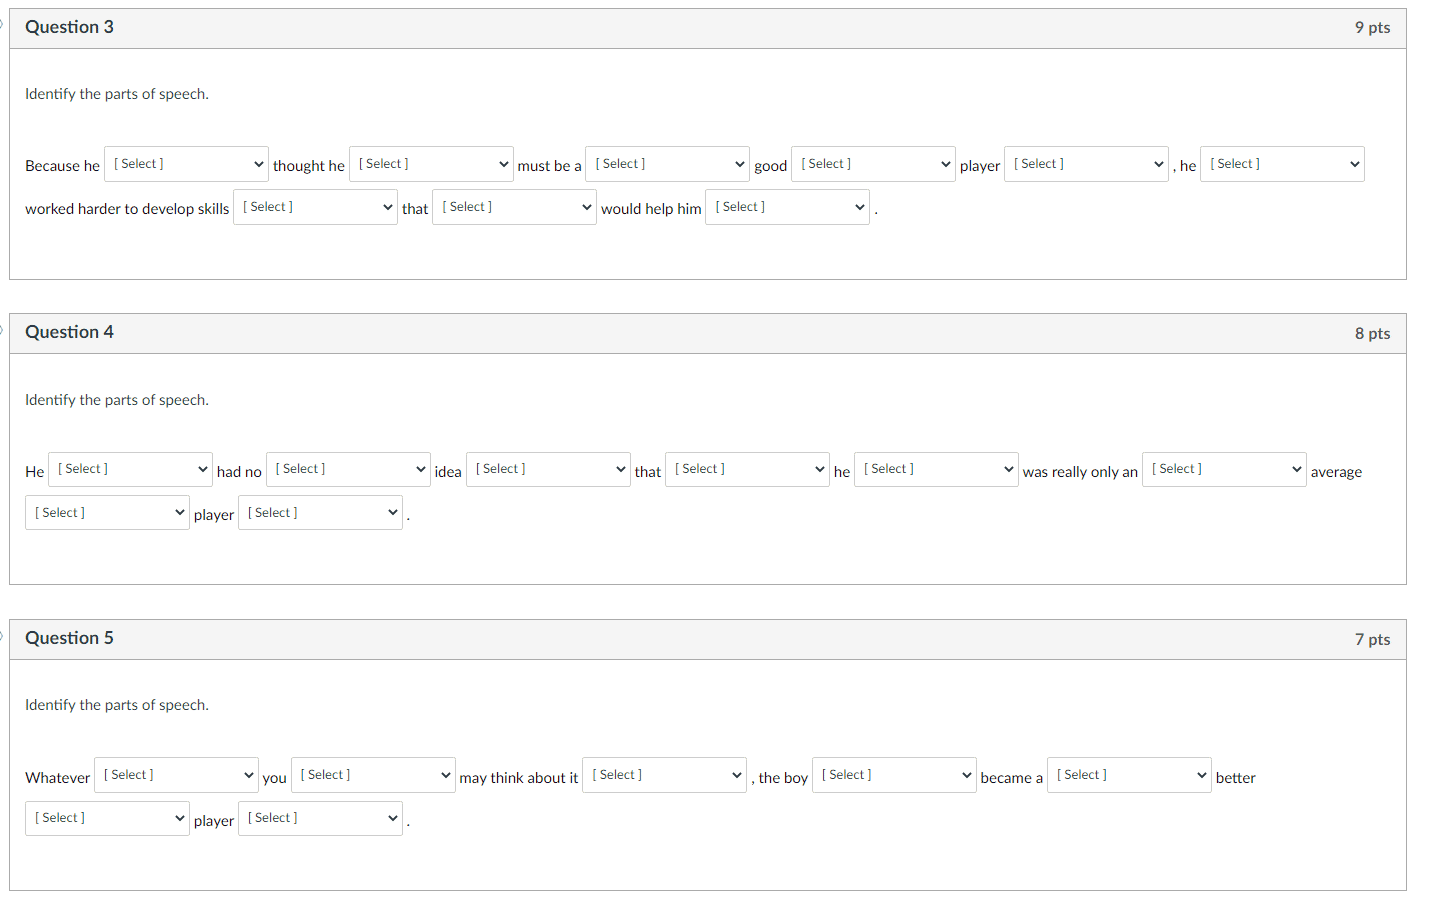 Question 3 9 pts
Identify the parts of speech.
Because he [ Select ] thought he [ Select ] must be a [ Select ] good [ Select ] player [ Select ] , he [ Select ]
worked harder to develop skills [ Select ] that [ Select ] would help him [ Select ] .
Question 4 8 pts
Identify the parts of speech.
He [ Select ] had no [ Select ] idea [ Select ] that [ Select ] he [ Select ] was really only an [ Select ] average
[ Select ] player [ Select ] .
Question 5 7 pts
Identify the parts of speech.
Whatever [ Select ] you [ Select ] may think about it [ Select ] , the boy [ Select ] became a [ Select ] better
[ Select ] player [ Select ] .